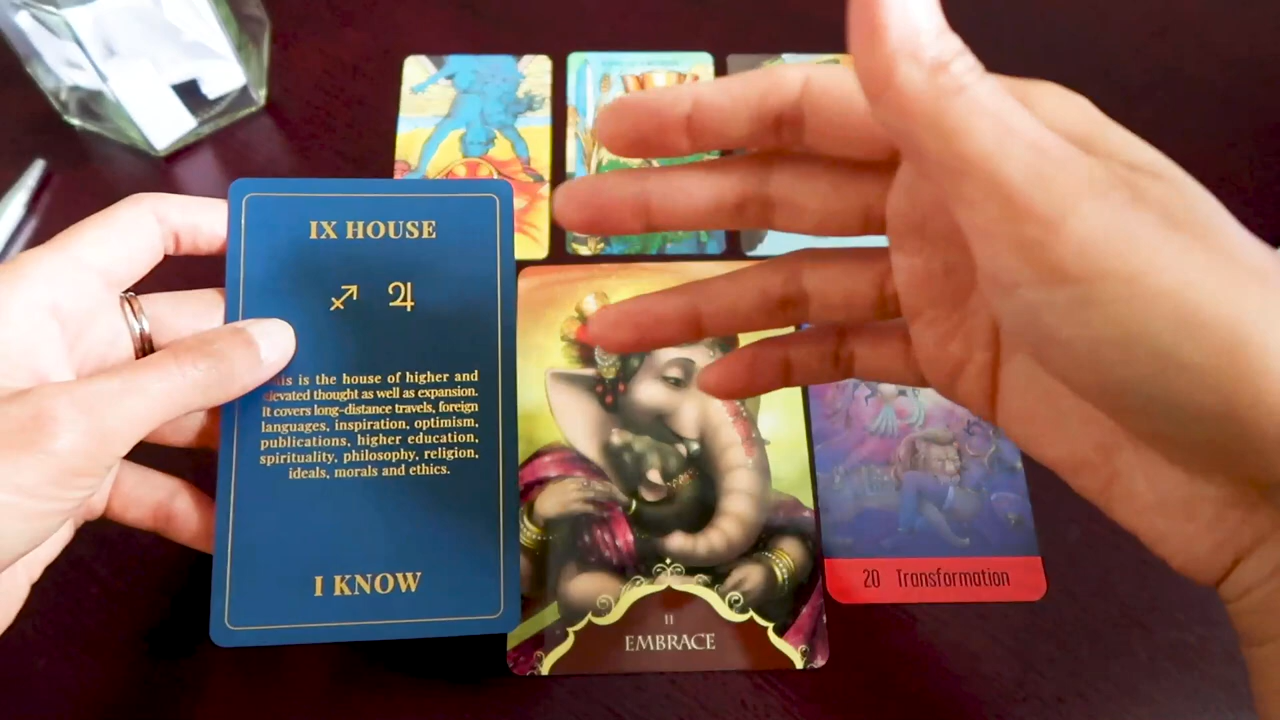 IX HOUSE
♐ ♃
is is the house of higher and
elevated thought as well as expansion.
It covers long-distance travels, foreign
languages, inspiration, optimism,
publications, higher education,
spirituality, philosophy, religion,
ideals, morals and ethics.
I KNOW
II
EMBRACE
20 Transformation